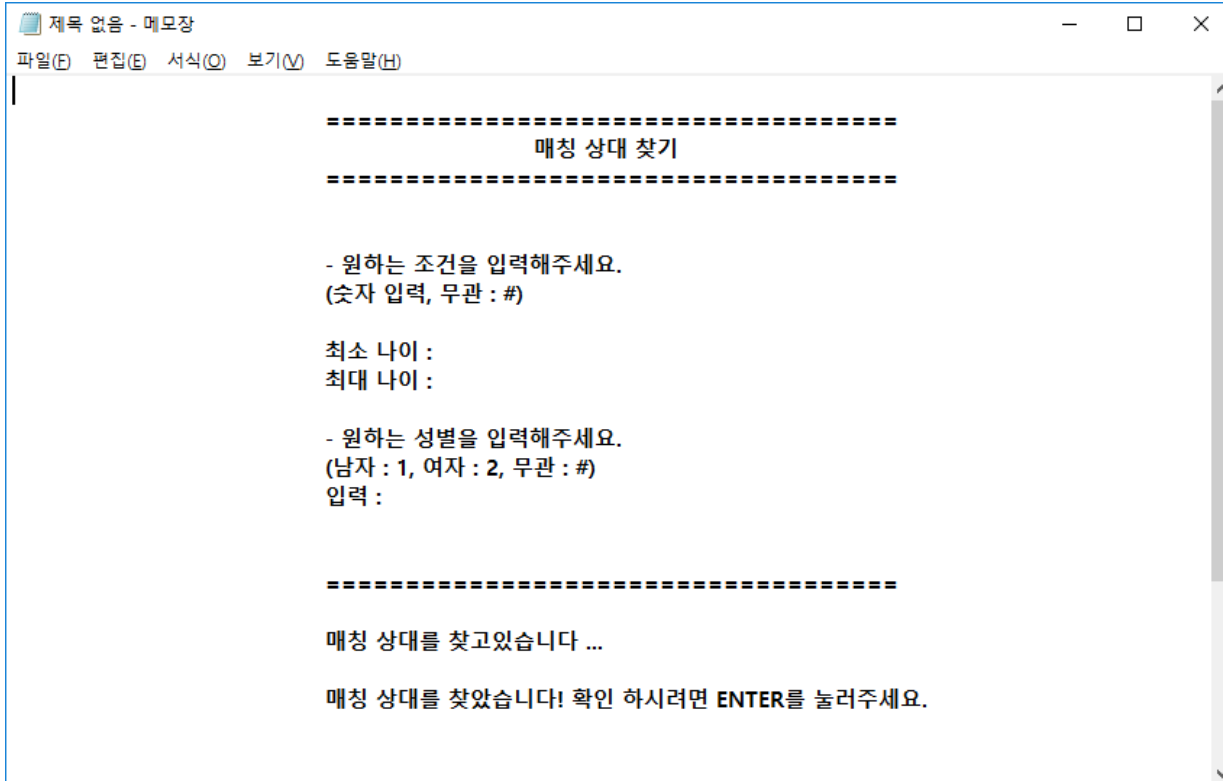 제목 없음 - 메모장
파일(F) 편집(E) 서식(O) 보기(V) 도움말(H)
====================================
매칭 상대 찾기
====================================
- 원하는 조건을 입력해주세요.
(숫자 입력, 무관 : #)
최소 나이 :
최대 나이 :
- 원하는 성별을 입력해주세요.
(남자 : 1, 여자 : 2, 무관 : #)
입력 :
====================================
매칭 상대를 찾고있습니다 ...
매칭 상대를 찾았습니다! 확인 하시려면 ENTER를 눌러주세요.